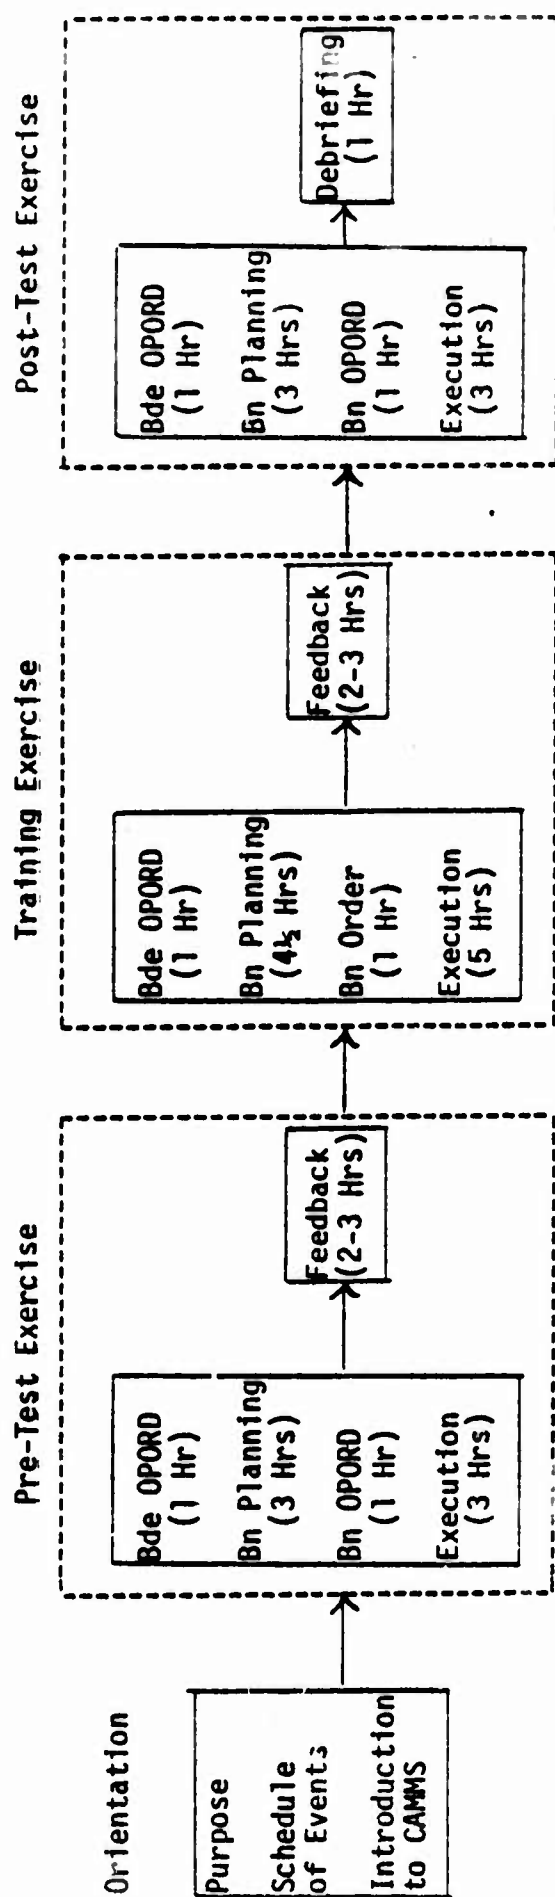 Orientation
Purpose
Schedule
of Events
Introduction
to CAMMS
Pre-Test Exercise
Bde OPORD
(1 Hr)
Bn Planning
(3 Hrs)
Bn OPORD
(1 Hr)
Execution
(3 Hrs)
Feedback
(2-3 Hrs)
Training Exercise
Bde OPORD
(1 Hr)
Bn Planning
(4½ Hrs)
Bn Order
(1 Hr)
Execution
(5 Hrs)
Feedback
(2-3 Hrs)
Post-Test Exercise
Bde OPORD
(1 Hr)
Bn Planning
(3 Hrs)
Bn OPORD
(1 Hr)
Execution
(3 Hrs)
Debriefing
(1 Hr)